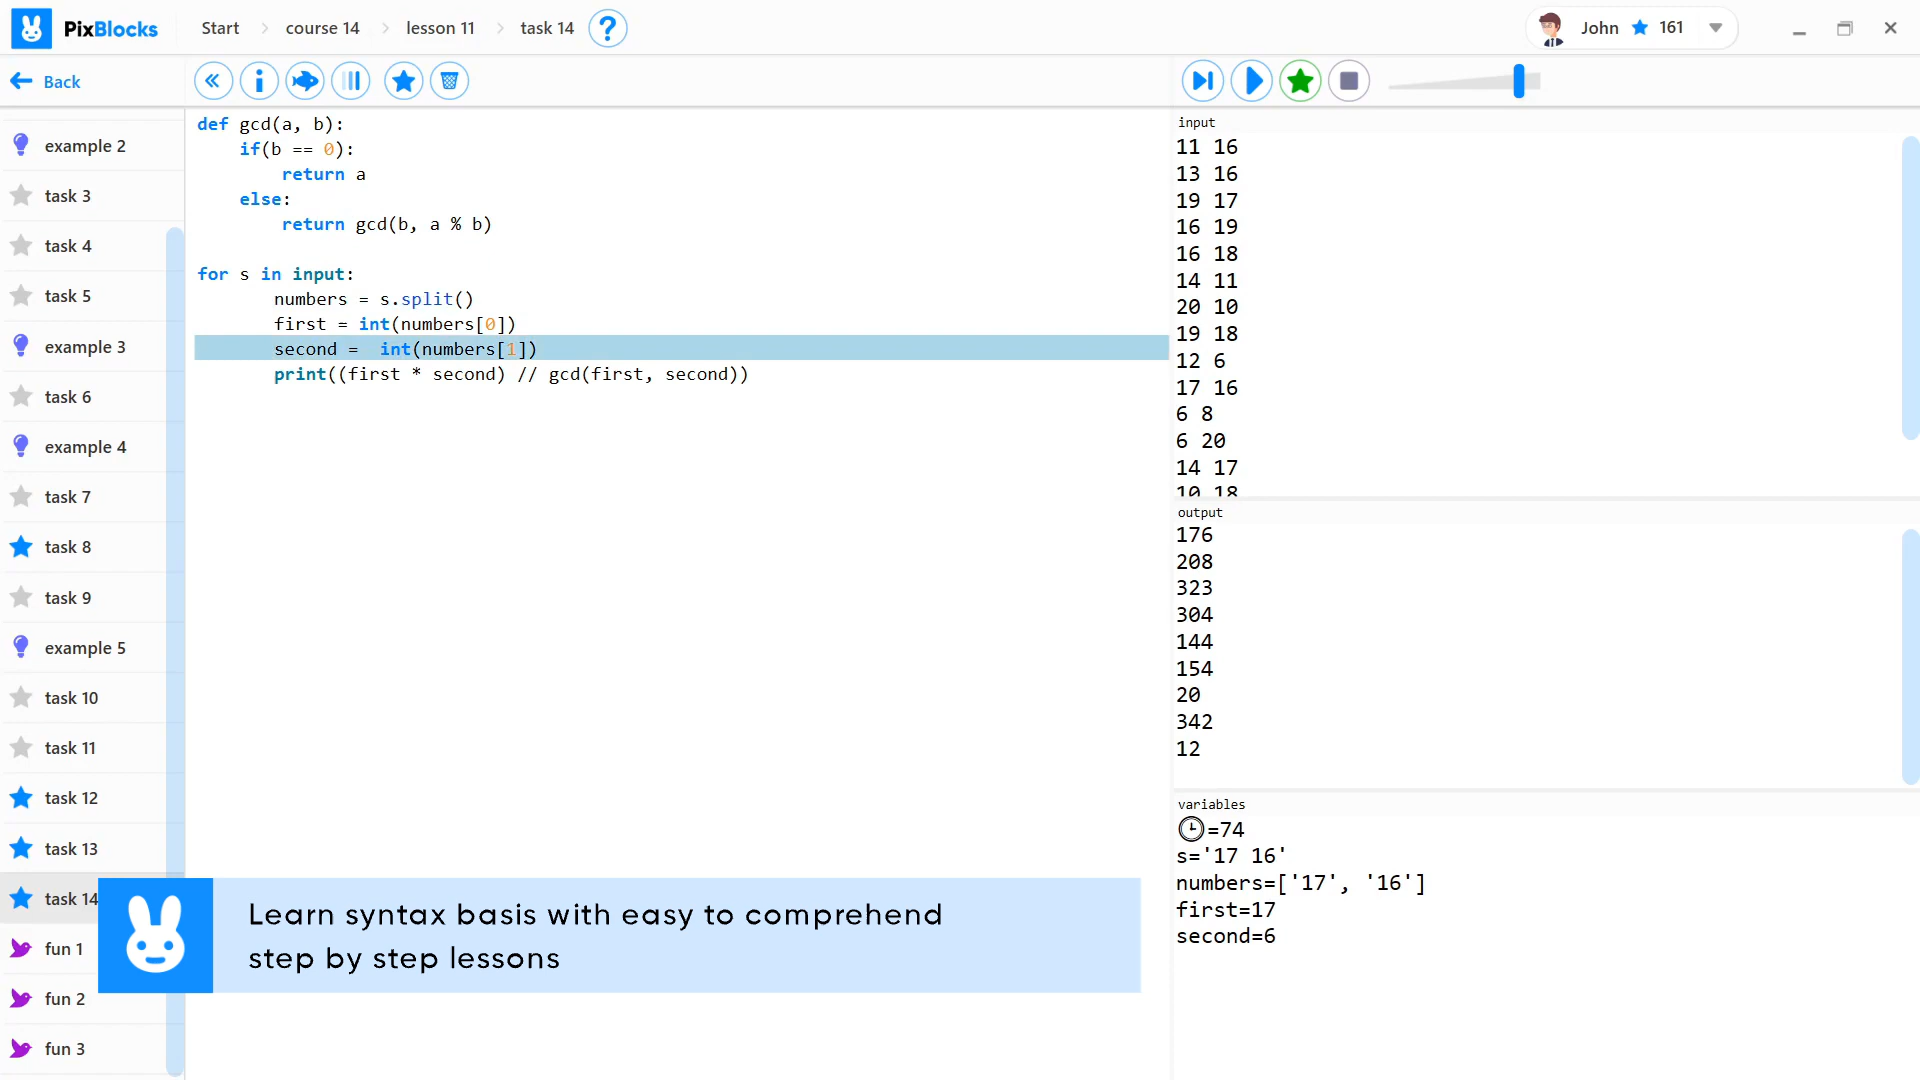 PixBlocks
Start
course 14
lesson 11
task 14
?
John
161
Back
example 2
task 3
task 4
task 5
example 3
task 6
example 4
task 7
task 8
task 9
example 5
task 10
task 11
task 12
task 13
task 14
fun 1
fun 2
fun 3
def gcd(a, b):
if(b == 0):
return a
else:
return gcd(b, a % b)
for s in input:
numbers = s.split()
first = int(numbers[0])
second =  int(numbers[1])
print((first * second) // gcd(first, second))
Learn syntax basis with easy to comprehend
step by step lessons
input
11 16
13 16
19 17
16 19
16 18
14 11
20 10
19 18
12 6
17 16
6 8
6 20
14 17
10 18
output
176
208
323
304
144
154
20
342
12
variables
=74
s='17 16'
numbers=['17', '16']
first=17
second=6